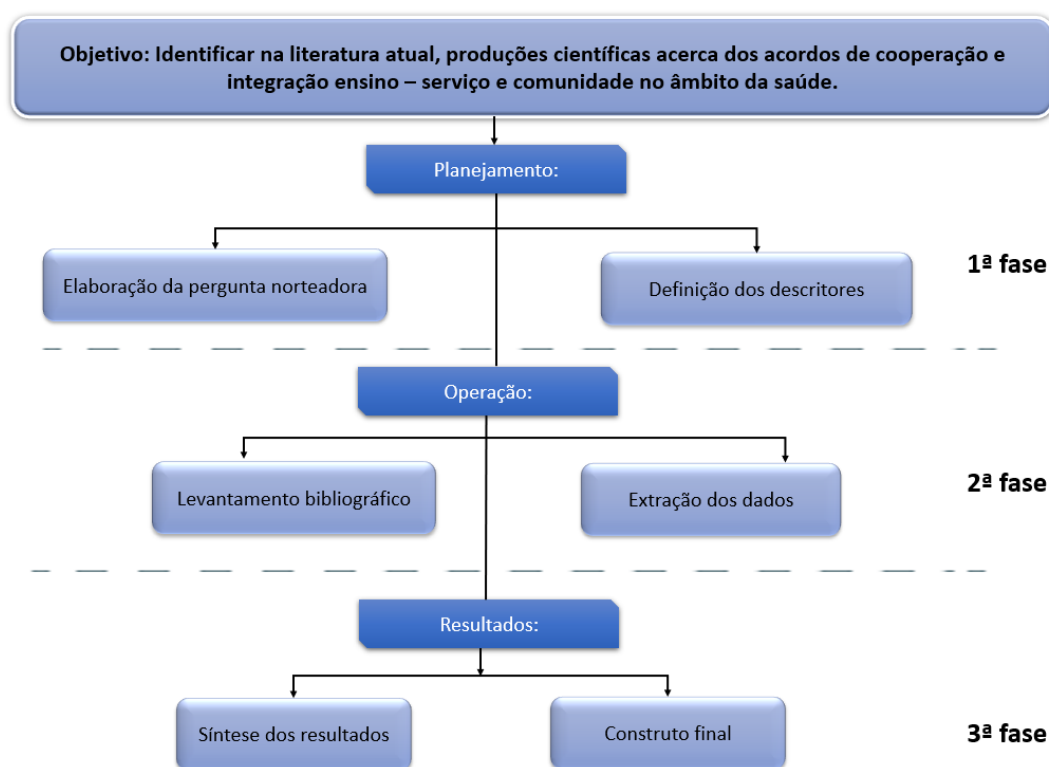 Objetivo: Identificar na literatura atual, produções científicas acerca dos acordos de cooperação e
integração ensino – serviço e comunidade no âmbito da saúde.
Planejamento:
1ª fase
Elaboração da pergunta norteadora
Definição dos descritores
Operação:
2ª fase
Levantamento bibliográfico
Extração dos dados
Resultados:
Síntese dos resultados
Construto final
3ª fase